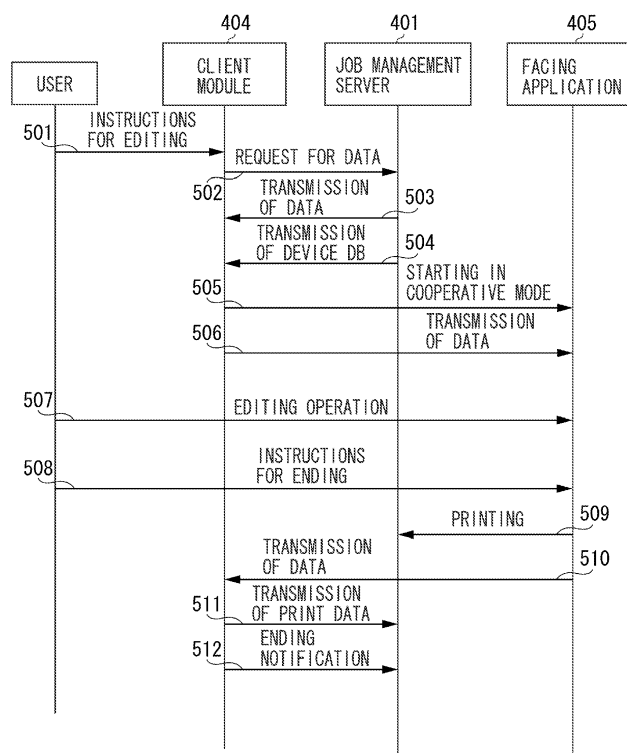 404
401
405
USER
CLIENT
MODULE
JOB MANAGEMENT
SERVER
FACING
APPLICATION
501
INSTRUCTIONS
FOR EDITING
502
REQUEST FOR DATA
TRANSMISSION
OF DATA
503
TRANSMISSION
OF DEVICE DB
504
505
STARTING IN
COOPERATIVE MODE
506
TRANSMISSION
OF DATA
507
EDITING OPERATION
508
INSTRUCTIONS
FOR ENDING
PRINTING
509
TRANSMISSION
OF DATA
510
511
TRANSMISSION
OF PRINT DATA
512
ENDING
NOTIFICATION